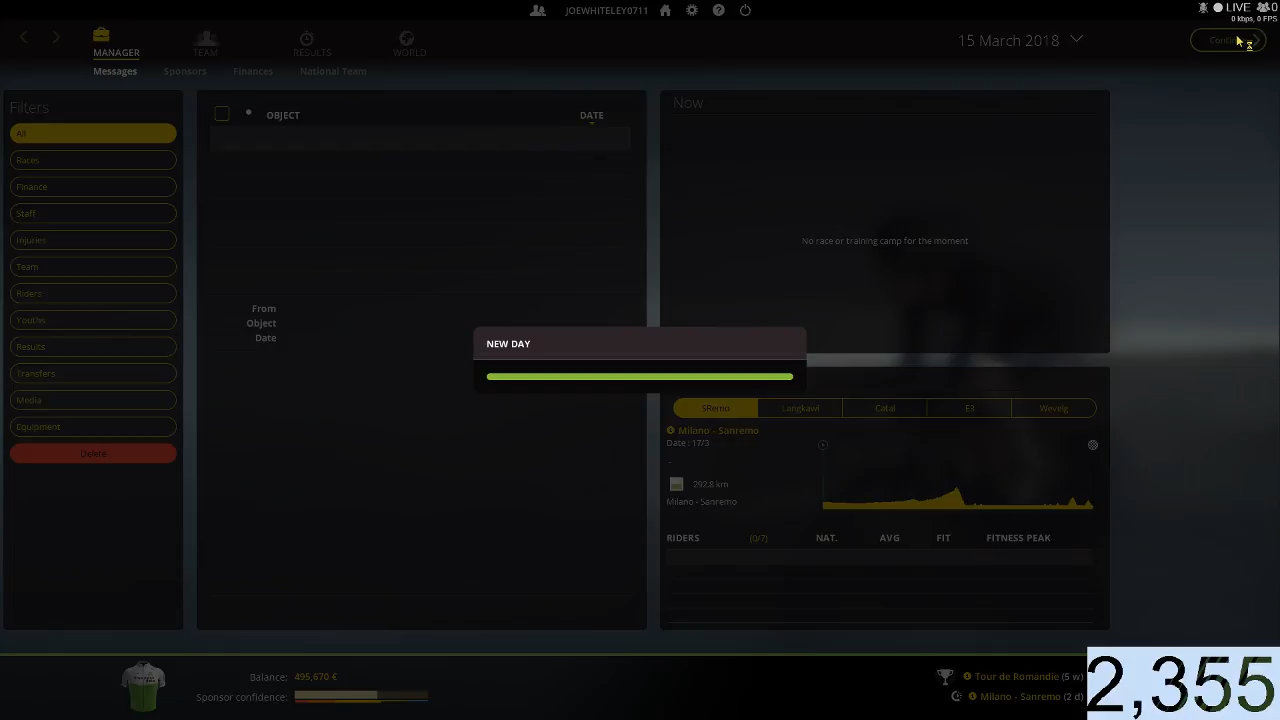 LIVE 0
0 kbps, 0 FPS
JOEWHITELEY0711
MANAGER TEAM RESULTS WORLD
15 March 2018
Messages Sponsors Finances National Team
Filters
All
Races
Finance
Staff
Injuries
Team
Riders
Youths
Results
Transfers
Media
Equipment
Delete
OBJECT DATE
From
Object
Date
Now
No race or training camp for the moment
NEW DAY
SRemo Langkawi Catal E3 Wevelg
Milano - Sanremo
Date : 17/3
-
292.8 km
Milano - Sanremo
RIDERS (0/7) NAT. AVG FIT FITNESS PEAK
Balance: 495,670 €
Sponsor confidence:
Tour de Romandie (5 w)
Milano - Sanremo (2 d)
2,355